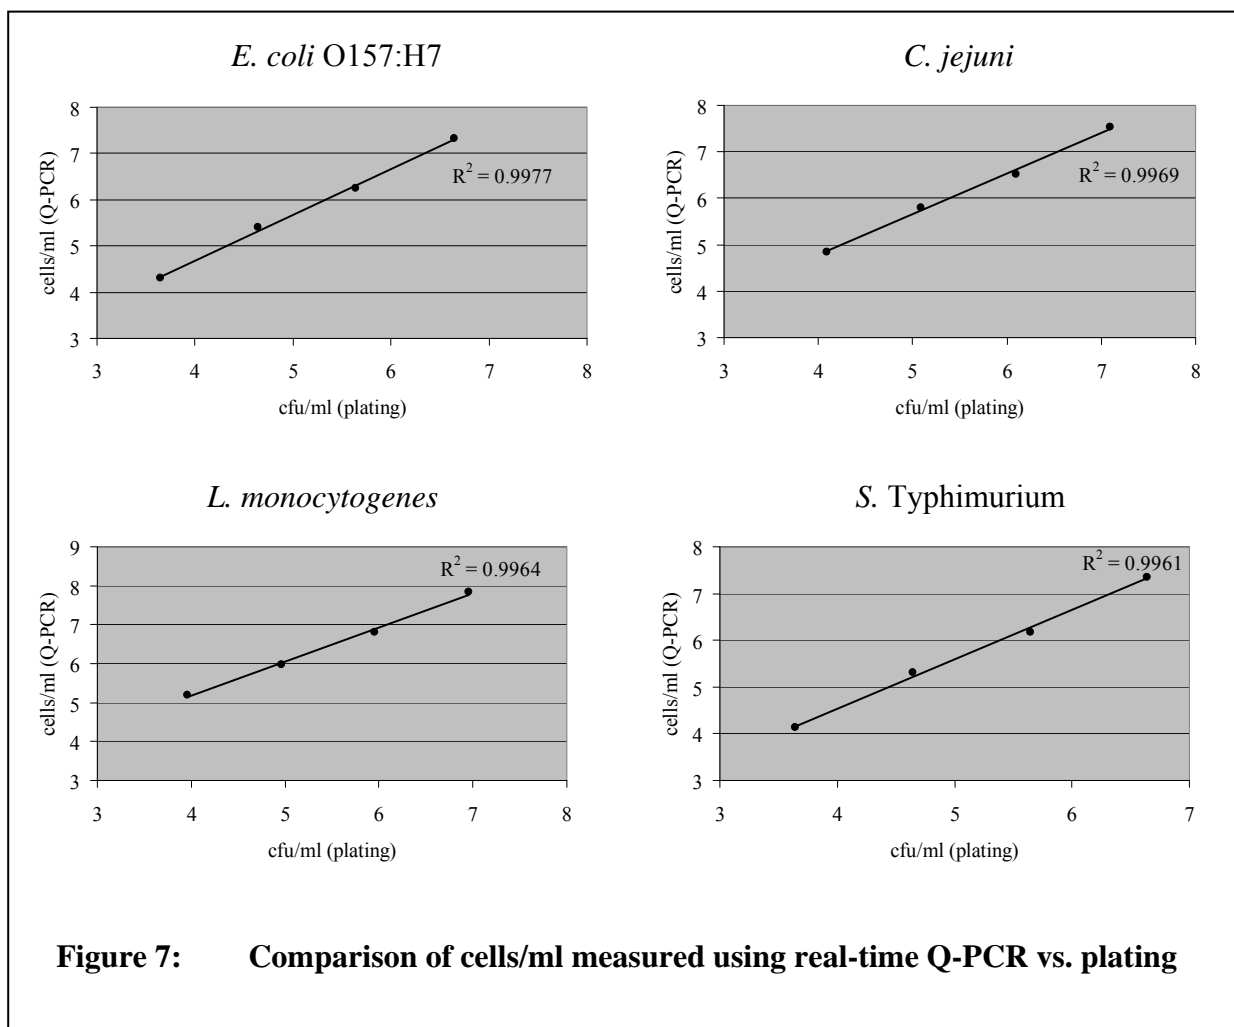 E. coli O157:H7
8
7
6
5
4
3
cells/ml (Q-PCR)
R2 = 0.9977
3 4 5 6 7 8
cfu/ml (plating)
C. jejuni
8
7
6
5
4
3
cells/ml (Q-PCR)
R2 = 0.9969
3 4 5 6 7 8
cfu/ml (plating)
L. monocytogenes
9
8
7
6
5
4
3
cells/ml (Q-PCR)
R2 = 0.9964
3 4 5 6 7 8
cfu/ml (plating)
S. Typhimurium
8
7
6
5
4
3
cells/ml (Q-PCR)
R2 = 0.9961
3 4 5 6 7
cfu/ml (plating)
Figure 7: Comparison of cells/ml measured using real-time Q-PCR vs. plating